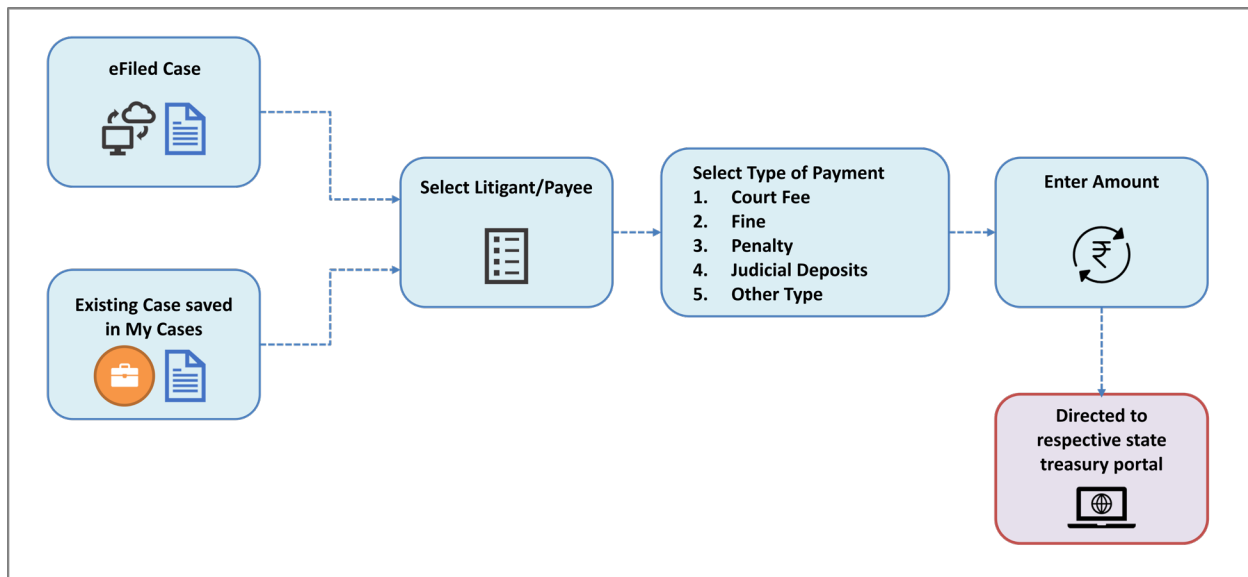 eFiled Case
Existing Case saved
in My Cases
Select Litigant/Payee
Select Type of Payment
1. Court Fee
2. Fine
3. Penalty
4. Judicial Deposits
5. Other Type
Enter Amount
₹
Directed to
respective state
treasury portal